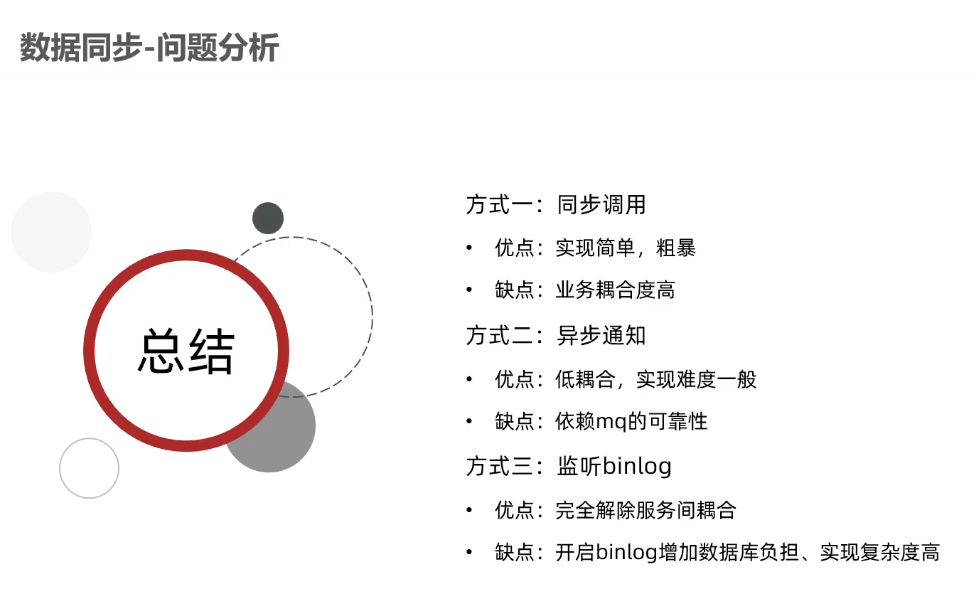 数据同步-问题分析
总结
方式一：同步调用
• 优点：实现简单，粗暴
• 缺点：业务耦合度高
方式二：异步通知
• 优点：低耦合，实现难度一般
• 缺点：依赖mq的可靠性
方式三：监听binlog
• 优点：完全解除服务间耦合
• 缺点：开启binlog增加数据库负担、实现复杂度高